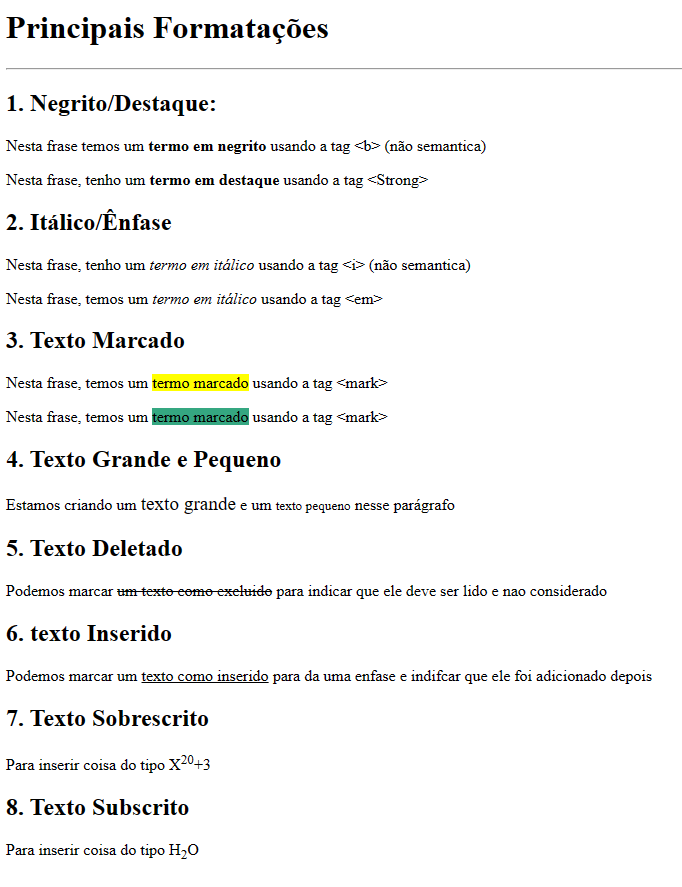 Principais Formatações
1. Negrito/Destaque:
Nesta frase temos um termo em negrito usando a tag <b> (não semantica)
Nesta frase, tenho um termo em destaque usando a tag <Strong>
2. Itálico/Ênfase
Nesta frase, tenho um termo em itálico usando a tag <i> (não semantica)
Nesta frase, temos um termo em itálico usando a tag <em>
3. Texto Marcado
Nesta frase, temos um termo marcado usando a tag <mark>
Nesta frase, temos um termo marcado usando a tag <mark>
4. Texto Grande e Pequeno
Estamos criando um texto grande e um texto pequeno nesse parágrafo
5. Texto Deletado
Podemos marcar um texto como excluido para indicar que ele deve ser lido e nao considerado
6. texto Inserido
Podemos marcar um texto como inserido para da uma enfase e indifcar que ele foi adicionado depois
7. Texto Sobrescrito
Para inserir coisa do tipo X²⁰+3
8. Texto Subscrito
Para inserir coisa do tipo H₂O